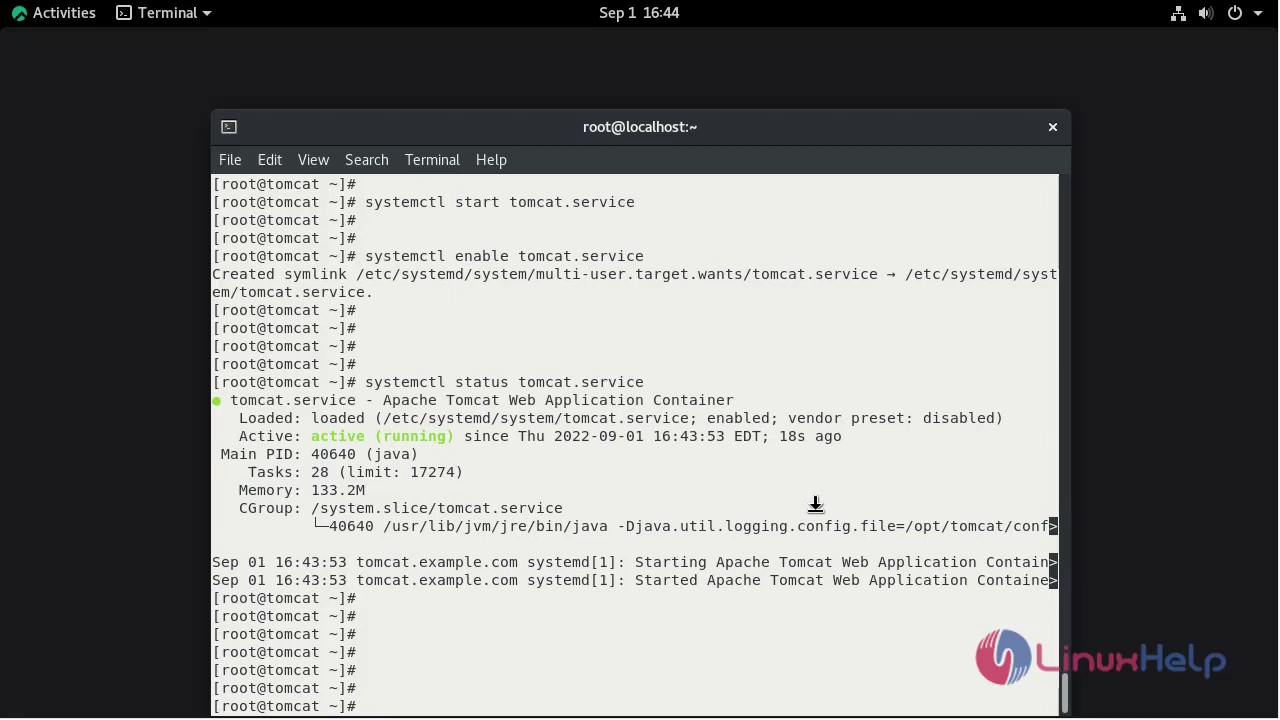 Activities Terminal Sep 1 16:44
root@localhost:~
File Edit View Search Terminal Help
[root@tomcat ~]#
[root@tomcat ~]# systemctl start tomcat.service
[root@tomcat ~]#
[root@tomcat ~]#
[root@tomcat ~]# systemctl enable tomcat.service
Created symlink /etc/systemd/system/multi-user.target.wants/tomcat.service → /etc/systemd/syst
em/tomcat.service.
[root@tomcat ~]#
[root@tomcat ~]#
[root@tomcat ~]#
[root@tomcat ~]#
[root@tomcat ~]# systemctl status tomcat.service
● tomcat.service - Apache Tomcat Web Application Container
Loaded: loaded (/etc/systemd/system/tomcat.service; enabled; vendor preset: disabled)
Active: active (running) since Thu 2022-09-01 16:43:53 EDT; 18s ago
Main PID: 40640 (java)
Tasks: 28 (limit: 17274)
Memory: 133.2M
CGroup: /system.slice/tomcat.service
└─40640 /usr/lib/jvm/jre/bin/java -Djava.util.logging.config.file=/opt/tomcat/conf>
Sep 01 16:43:53 tomcat.example.com systemd[1]: Starting Apache Tomcat Web Application Contain>
Sep 01 16:43:53 tomcat.example.com systemd[1]: Started Apache Tomcat Web Application Containe>
[root@tomcat ~]#
[root@tomcat ~]#
[root@tomcat ~]#
[root@tomcat ~]#
[root@tomcat ~]#
[root@tomcat ~]#
[root@tomcat ~]#
LinuxHelp